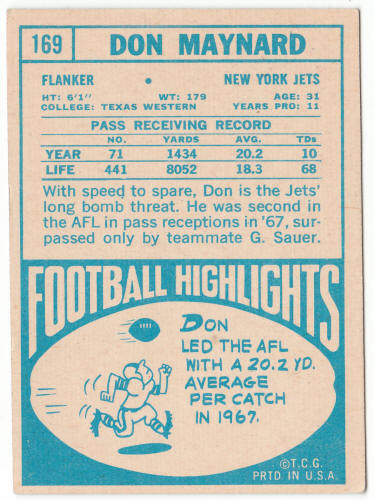 169 DON MAYNARD
FLANKER • NEW YORK JETS
HT: 6'1" WT: 179 AGE: 31
COLLEGE: TEXAS WESTERN YEARS PRO: 11
PASS RECEIVING RECORD
NO. YARDS AVG. TDs
YEAR 71 1434 20.2 10
LIFE 441 8052 18.3 68
With speed to spare, Don is the Jets'
long bomb threat. He was second in
the AFL in pass receptions in '67, sur-
passed only by teammate G. Sauer.
FOOTBALL HIGHLIGHTS
DON
LED THE AFL
WITH A 20.2 YD.
AVERAGE
PER CATCH
IN 1967.
©T.C.G.
PRTD IN U.S.A.